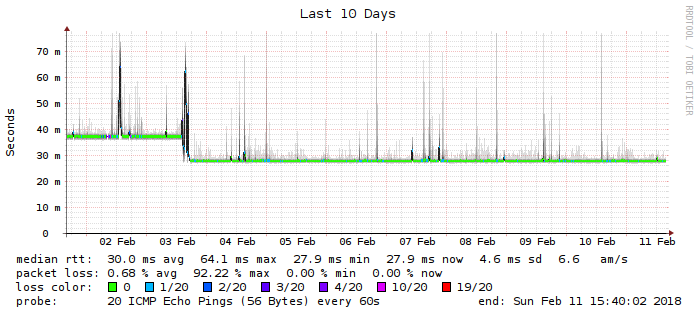 Last 10 Days
RRDTOOL / TOBI OETIKER
Seconds
70 m
60 m
50 m
40 m
30 m
20 m
10 m
0
02 Feb 03 Feb 04 Feb 05 Feb 06 Feb 07 Feb 08 Feb 09 Feb 10 Feb 11 Feb
median rtt: 30.0 ms avg 64.1 ms max 27.9 ms min 27.9 ms now 4.6 ms sd 6.6 am/s
packet loss: 0.68 % avg 92.22 % max 0.00 % min 0.00 % now
loss color: 0 1/20 2/20 3/20 4/20 10/20 19/20
probe: 20 ICMP Echo Pings (56 Bytes) every 60s end: Sun Feb 11 15:40:02 2018